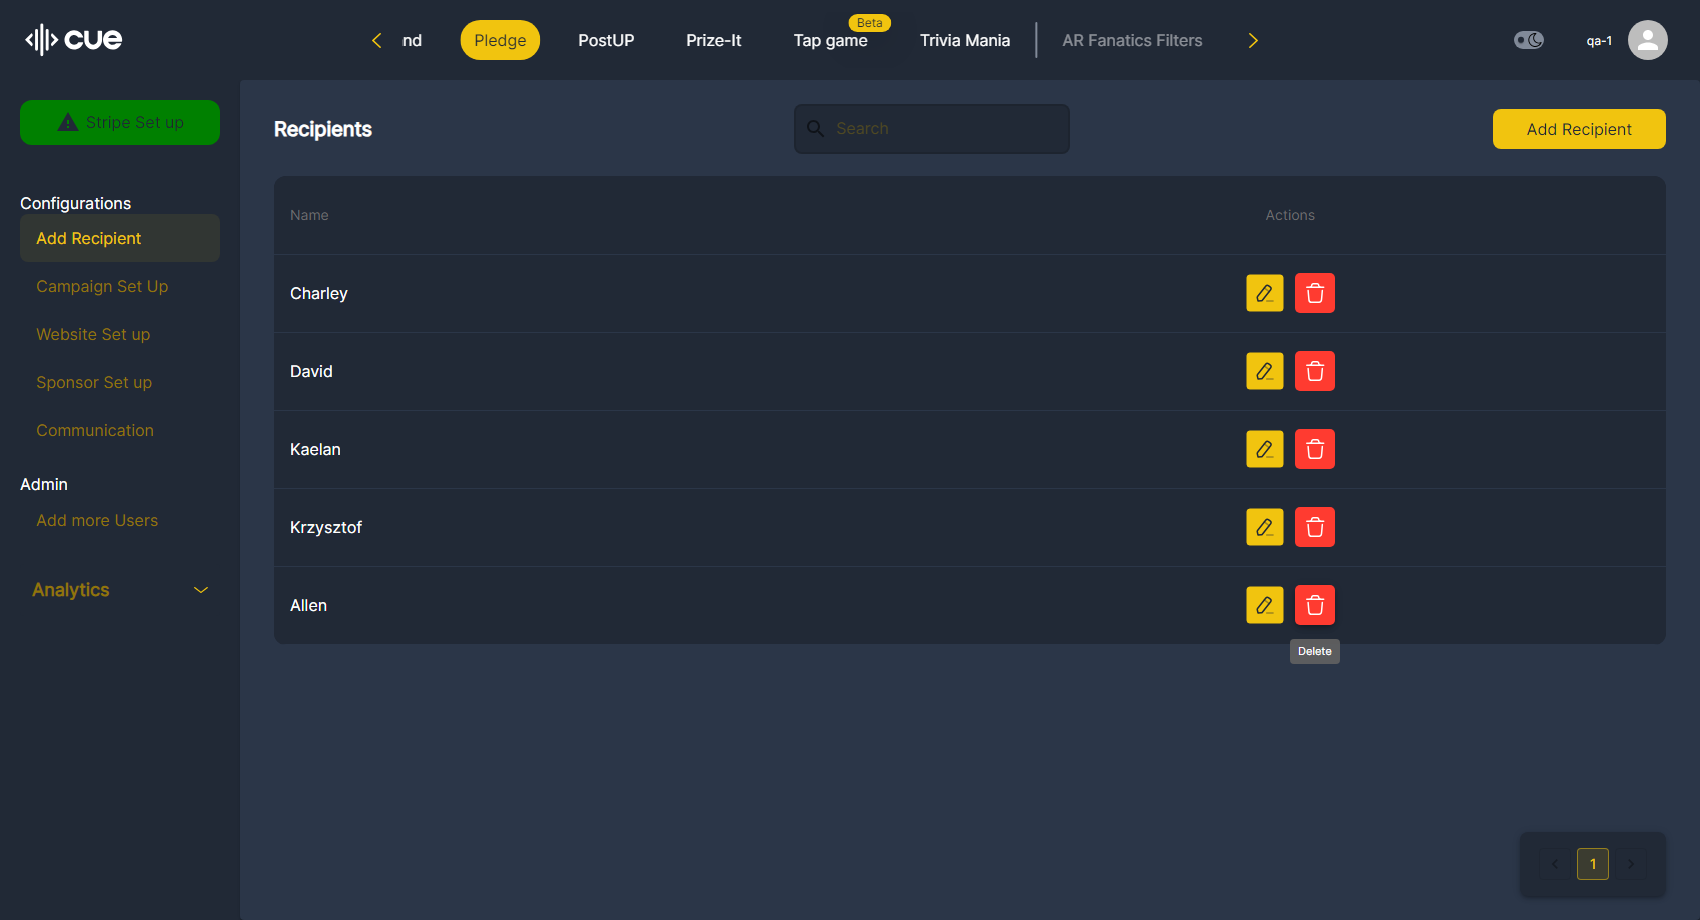 cue
nd
Pledge
PostUP
Prize-It
Beta
Tap game
Trivia Mania
AR Fanatics Filters
qa-1
Stripe Set up
Configurations
Add Recipient
Campaign Set Up
Website Set up
Sponsor Set up
Communication
Admin
Add more Users
Analytics
Recipients
Search
Add Recipient
Name
Actions
Charley
David
Kaelan
Krzysztof
Allen
Delete
1